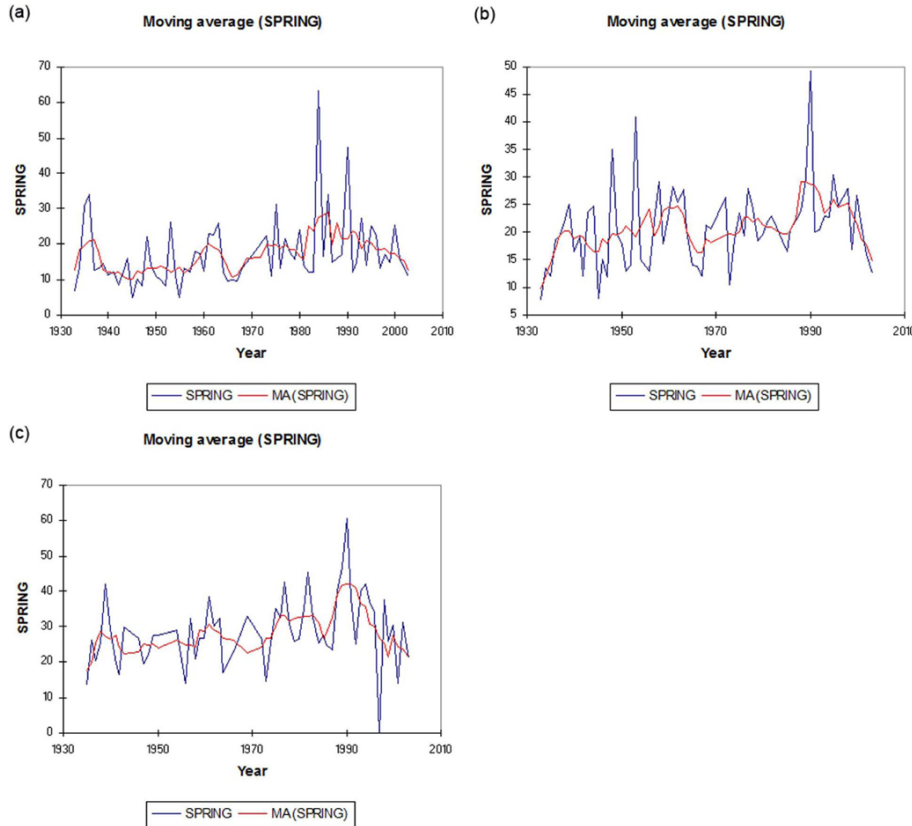 (a)
Moving average (SPRING)
70
60
50
40
30
20
10
0
SPRING
1930 1940 1950 1960 1970 1980 1990 2000 2010
Year
SPRING MA(SPRING)
(b)
Moving average (SPRING)
50
45
40
35
30
25
20
15
10
5
SPRING
1930 1950 1970 1990 2010
Year
SPRING MA(SPRING)
(c)
Moving average (SPRING)
70
60
50
40
30
20
10
0
SPRING
1930 1950 1970 1990 2010
Year
SPRING MA(SPRING)